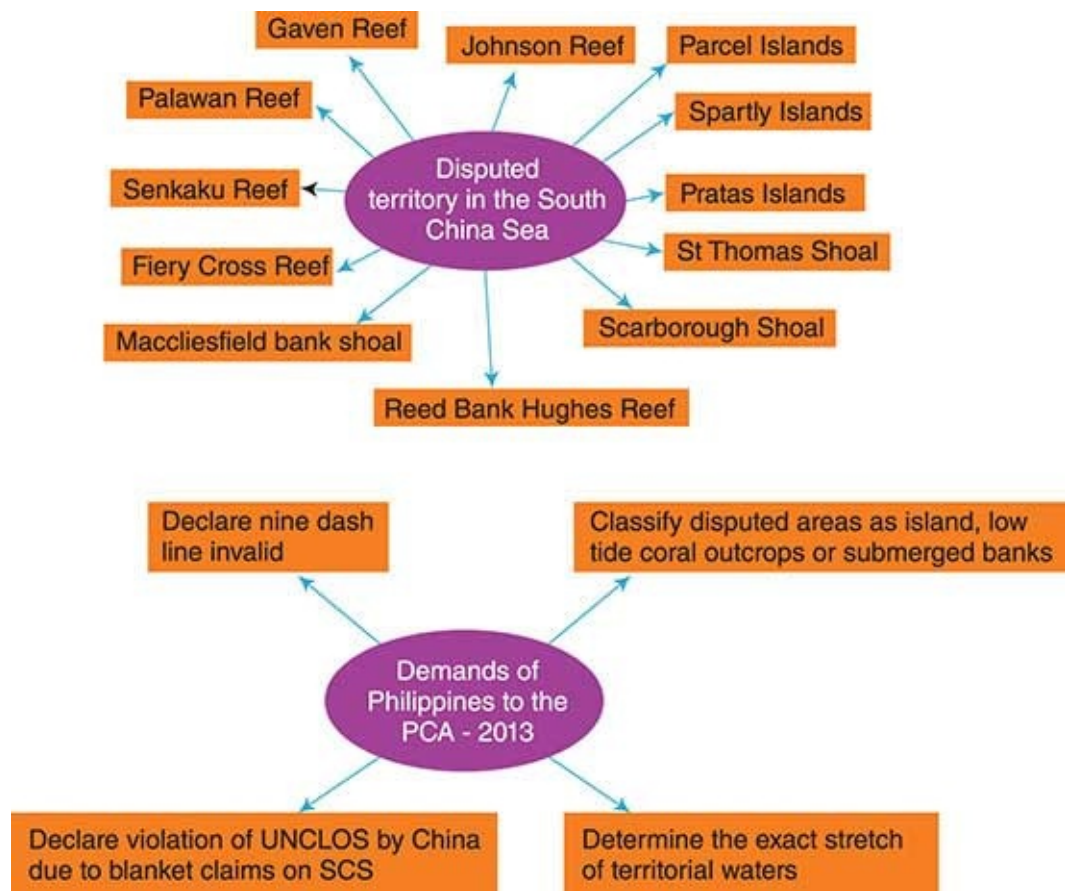 Gaven Reef
Johnson Reef
Parcel Islands
Palawan Reef
Spartly Islands
Disputed
territory in the South
China Sea
Senkaku Reef
Pratas Islands
Fiery Cross Reef
St Thomas Shoal
Maccliesfield bank shoal
Scarborough Shoal
Reed Bank Hughes Reef
Declare nine dash
line invalid
Classify disputed areas as island, low
tide coral outcrops or submerged banks
Demands of
Philippines to the
PCA - 2013
Declare violation of UNCLOS by China
due to blanket claims on SCS
Determine the exact stretch
of territorial waters